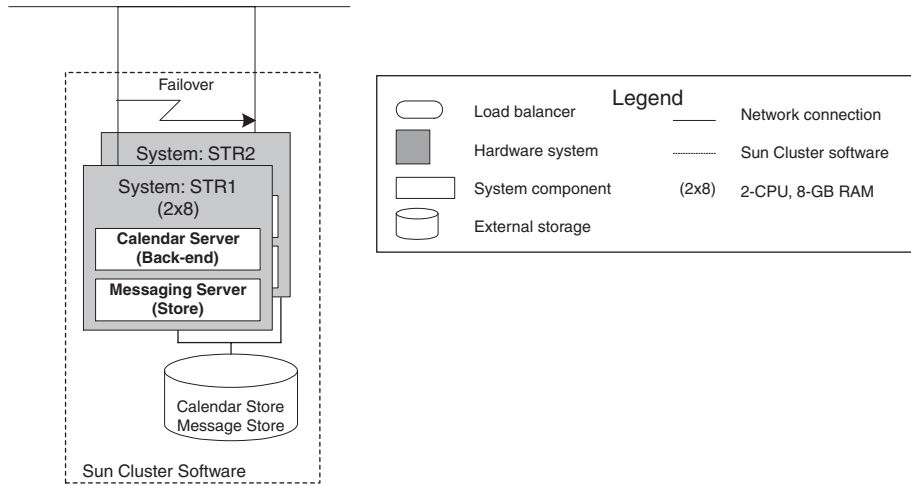 Failover
System: STR2
System: STR1
(2x8)
Calendar Server
(Back-end)
Messaging Server
(Store)
Calendar Store
Message Store
Sun Cluster Software
Legend
Load balancer
Hardware system
System component
External storage
Network connection
Sun Cluster software
(2x8) 2-CPU, 8-GB RAM